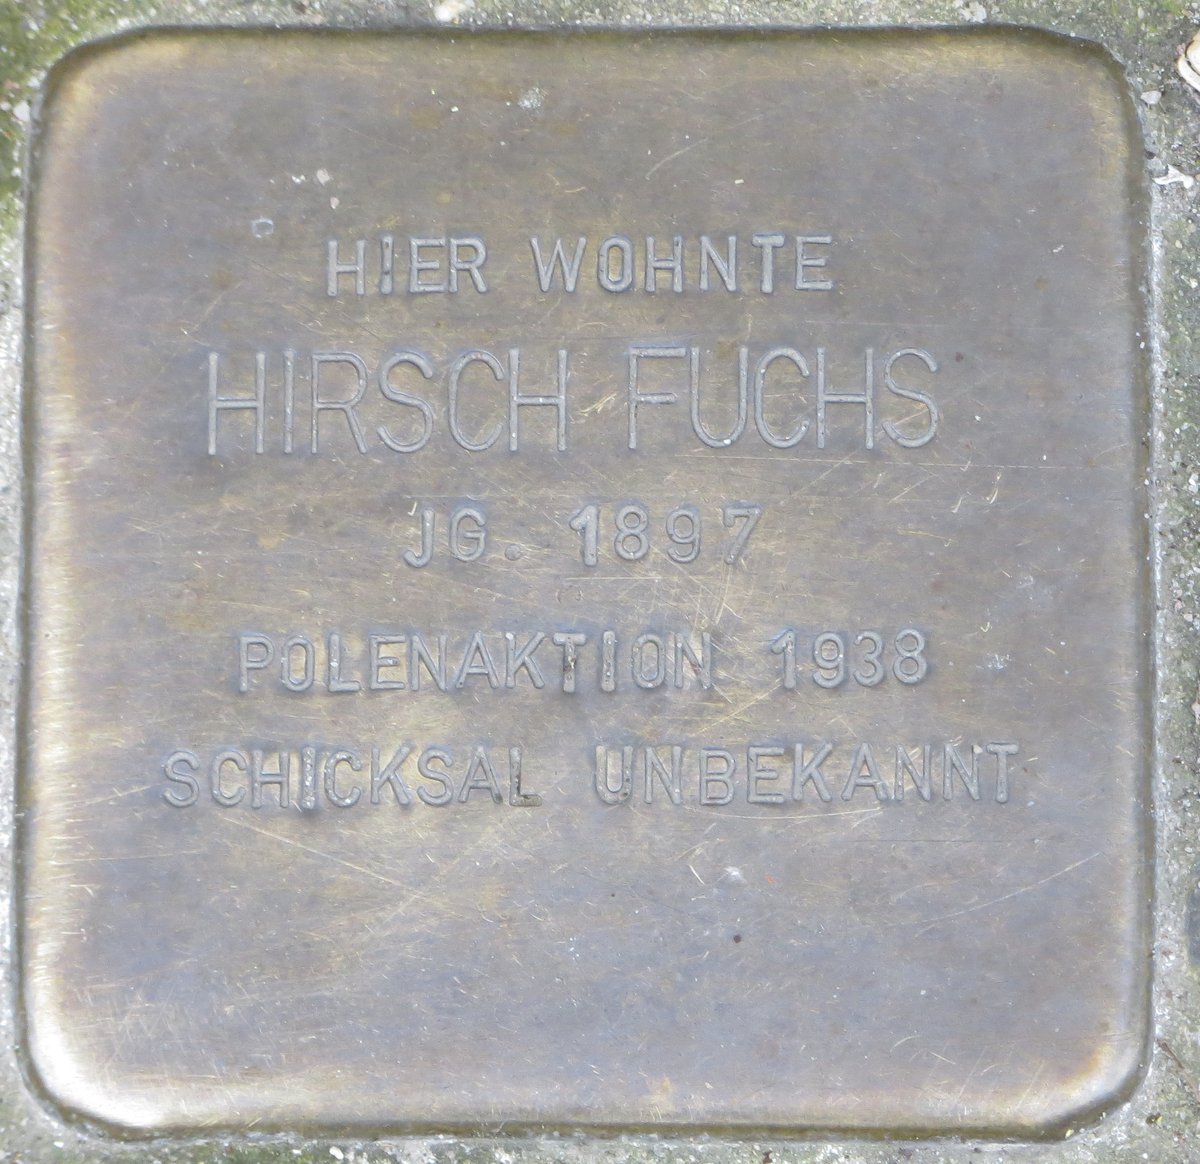 HIER WOHNTE
HIRSCH FUCHS
JG. 1897
POLENAKTION 1938
SCHICKSAL UNBEKANNT